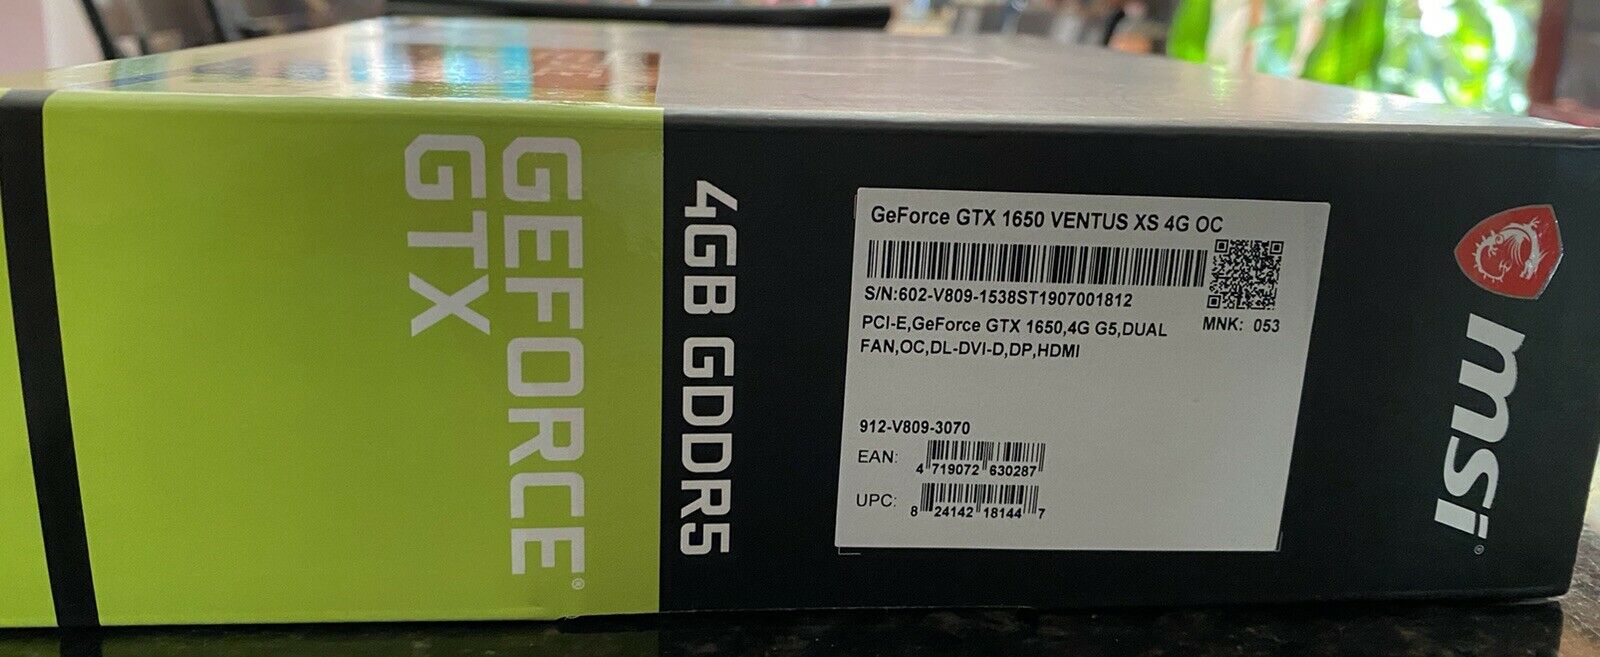 GEFORCE®
GTX
4GB GDDR5
GeForce GTX 1650 VENTUS XS 4G OC
S/N:602-V809-1538ST1907001812
PCI-E,GeForce GTX 1650,4G G5,DUAL
FAN,OC,DL-DVI-D,DP,HDMI
MNK: 053
912-V809-3070
EAN: 4 719072 630287
UPC: 8 24142 18144 7
msi®